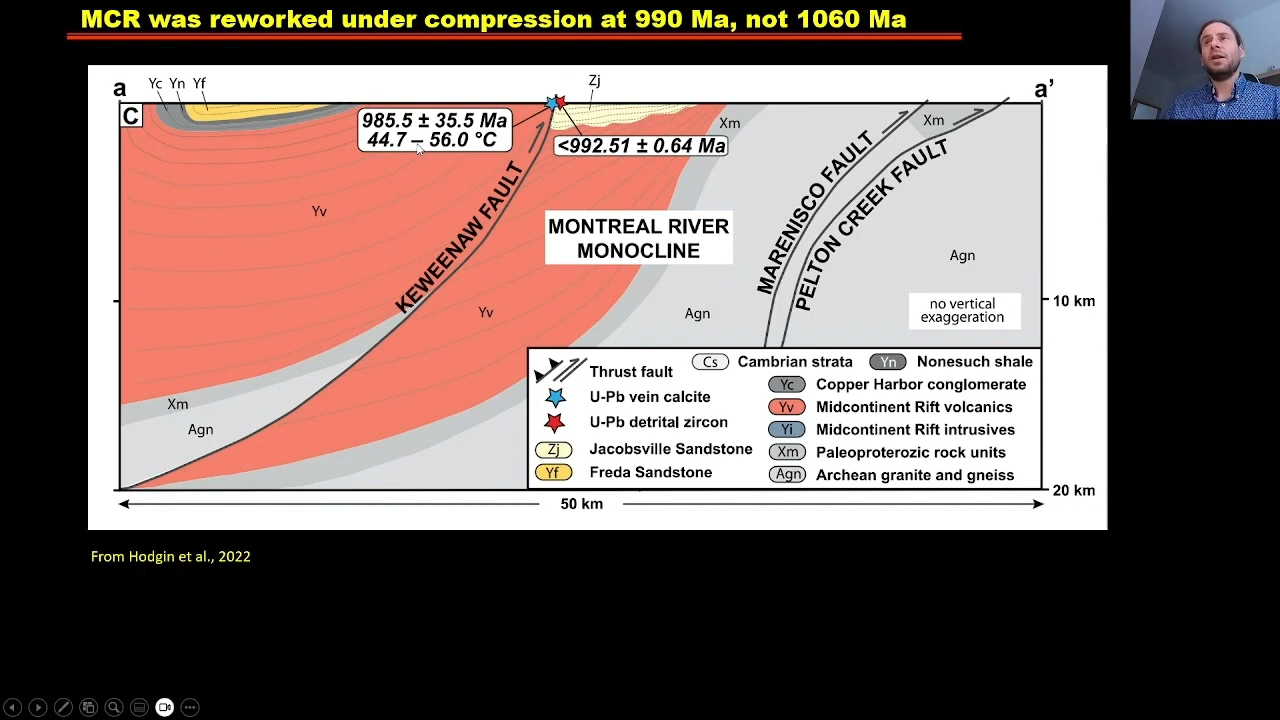 MCR was reworked under compression at 990 Ma, not 1060 Ma
a
Yc Yn Yf
Zj
a’
C
985.5 ± 35.5 Ma
44.7 – 56.0 °C
<992.51 ± 0.64 Ma
Xm
Xm
Yv
KEWEENAW FAULT
MONTREAL RIVER
MONOCLINE
MARENISCO FAULT
PELTON CREEK FAULT
Agn
10 km
no vertical
exaggeration
Yv
Agn
Xm
Agn
Thrust fault
U-Pb vein calcite
U-Pb detrital zircon
Zj Jacobsville Sandstone
Yf Freda Sandstone
Cs Cambrian strata
Yn Nonesuch shale
Yc Copper Harbor conglomerate
Yv Midcontinent Rift volcanics
Yi Midcontinent Rift intrusives
Xm Paleoproterozic rock units
Agn Archean granite and gneiss
20 km
50 km
From Hodgin et al., 2022